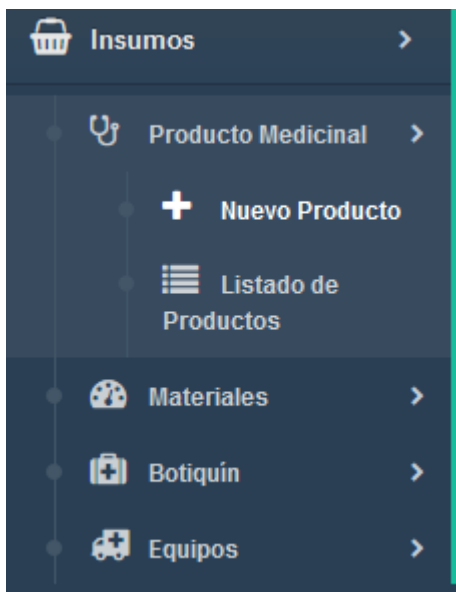 Insumos
Producto Medicinal
Nuevo Producto
Listado de
Productos
Materiales
Botiquín
Equipos